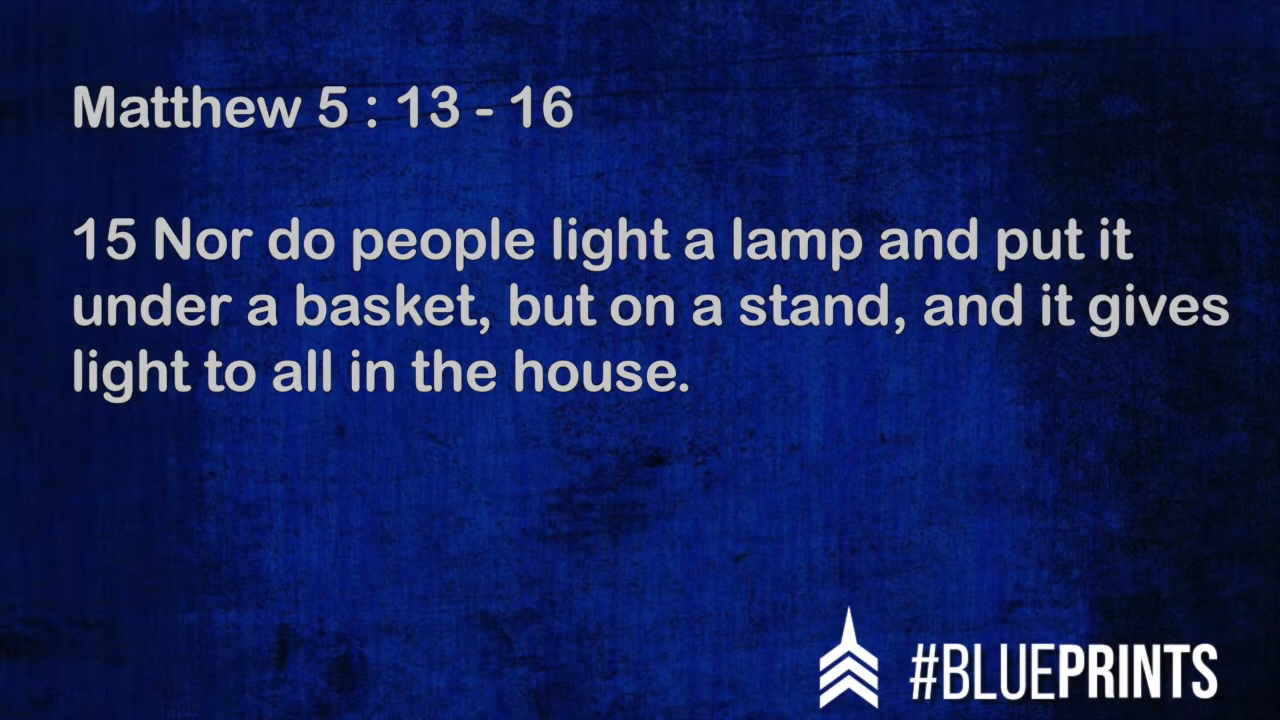 Matthew 5 : 13 - 16
15 Nor do people light a lamp and put it
under a basket, but on a stand, and it gives
light to all in the house.
#BLUEPRINTS